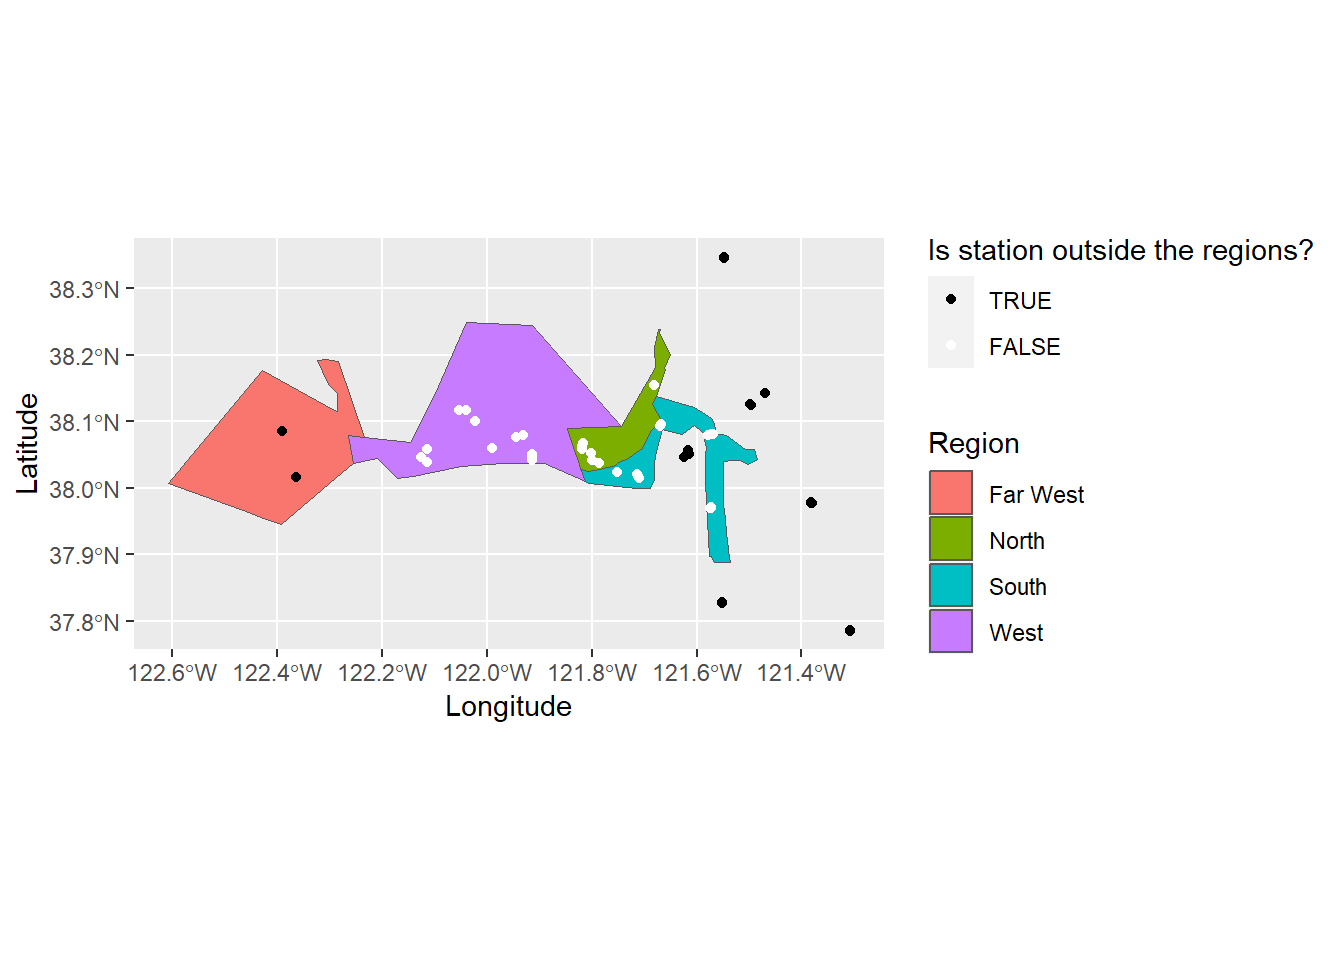 Is station outside the regions?
TRUE
FALSE
Region
Far West
North
South
West
Latitude
38.3°N
38.2°N
38.1°N
38.0°N
37.9°N
37.8°N
122.6°W 122.4°W 122.2°W 122.0°W 121.8°W 121.6°W 121.4°W
Longitude